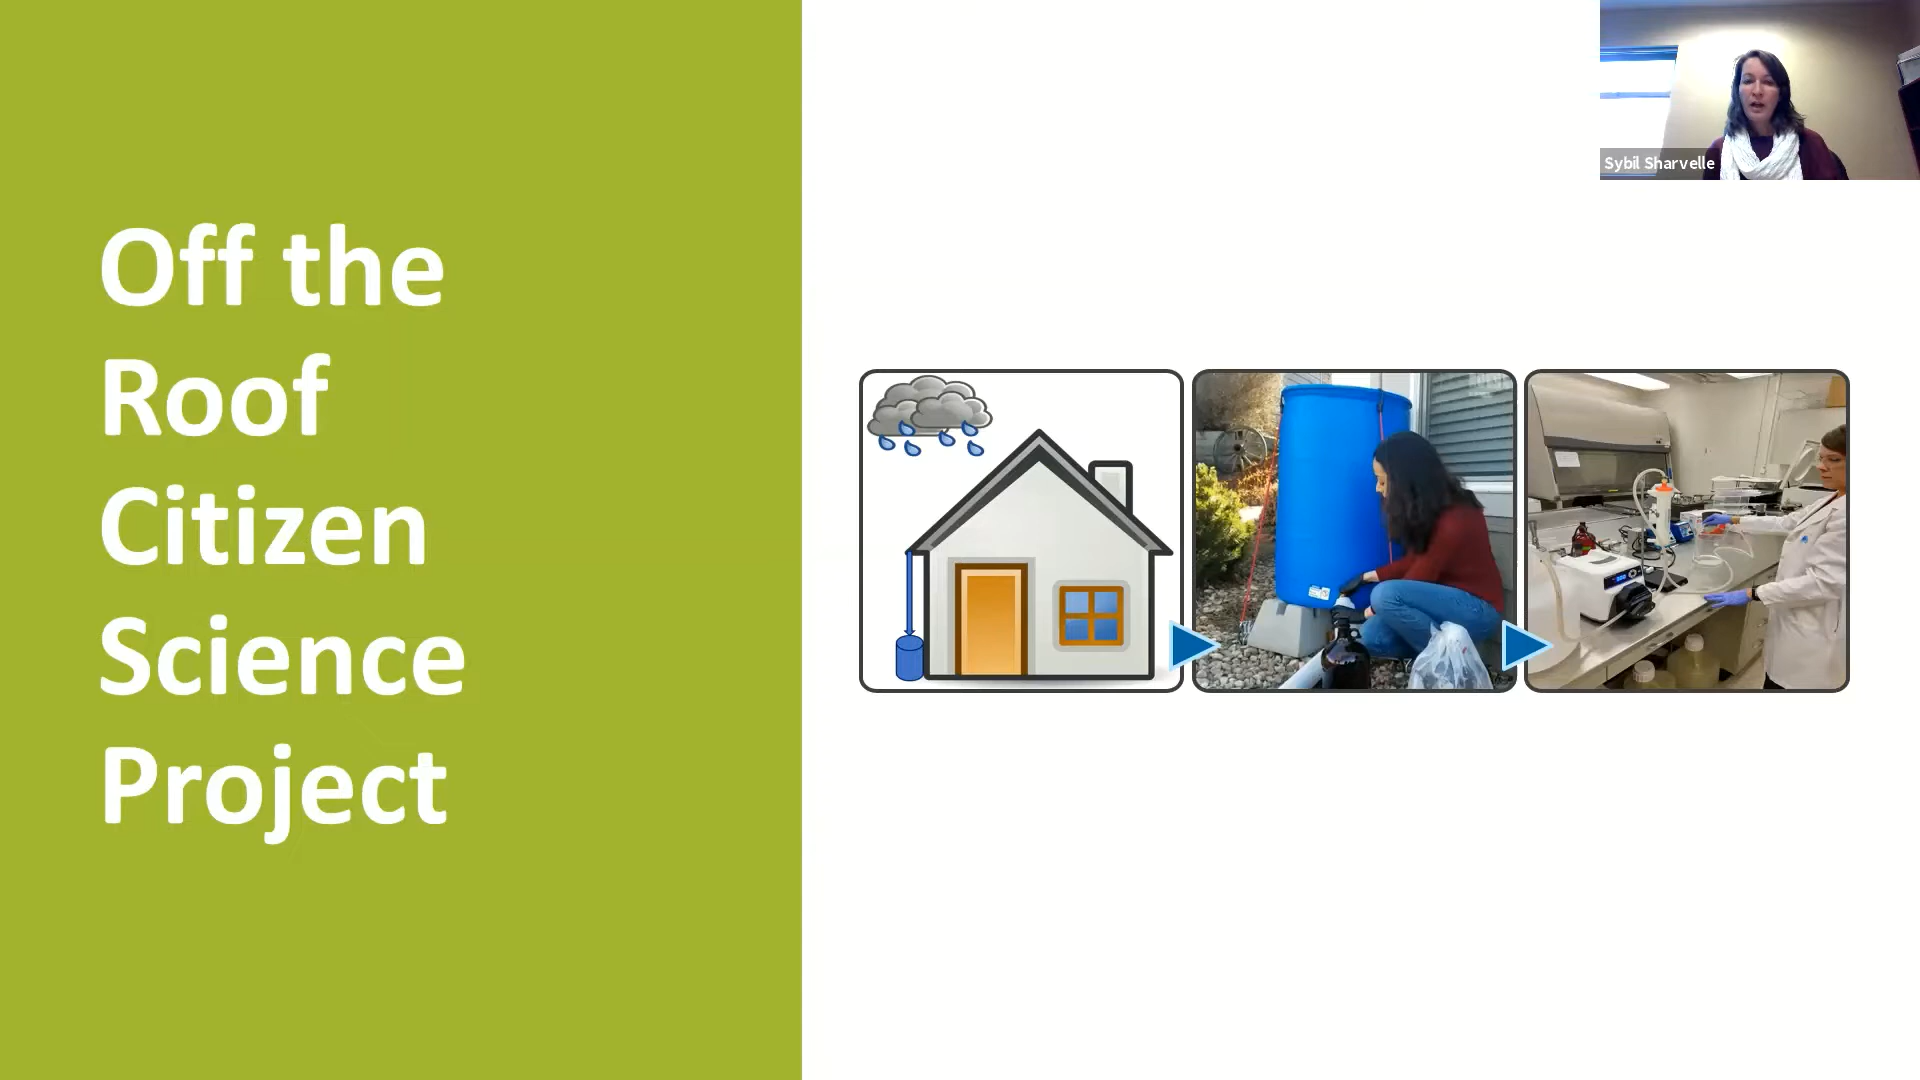 Off the
Roof
Citizen
Science
Project
Sybil Sharvelle